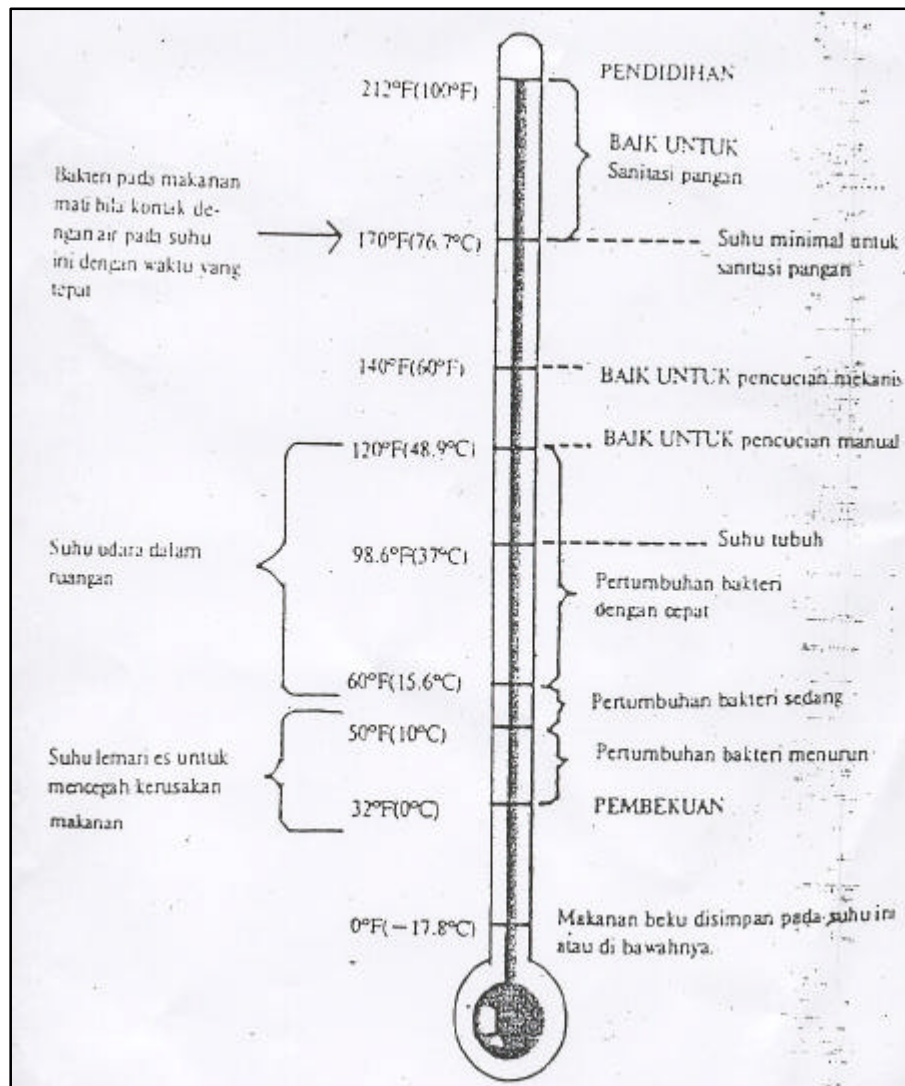 212°F(100°F)
PENDIDIHAN
BAIK UNTUK
Sanitasi pangan
Bakteri pada makanan
mati bila kontak de-
ngan air pada suhu
ini dengan waktu yang
tepat
170°F(76.7°C)
Suhu minimal untuk
sanitasi pangan
140°F(60°F)
BAIK UNTUK pencucian mekanis
120°F(48.9°C)
BAIK UNTUK pencucian manual
Suhu udara dalam
ruangan
98.6°F(37°C)
Suhu tubuh
Pertumbuhan bakteri
dengan cepat
60°F(15.6°C)
Pertumbuhan bakteri sedang
50°F(10°C)
Suhu lemari es untuk
mencegah kerusakan
makanan
Pertumbuhan bakteri menurun
32°F(0°C)
PEMBEKUAN
0°F(−17.8°C)
Makanan beku disimpan pada suhu ini
atau di bawahnya.